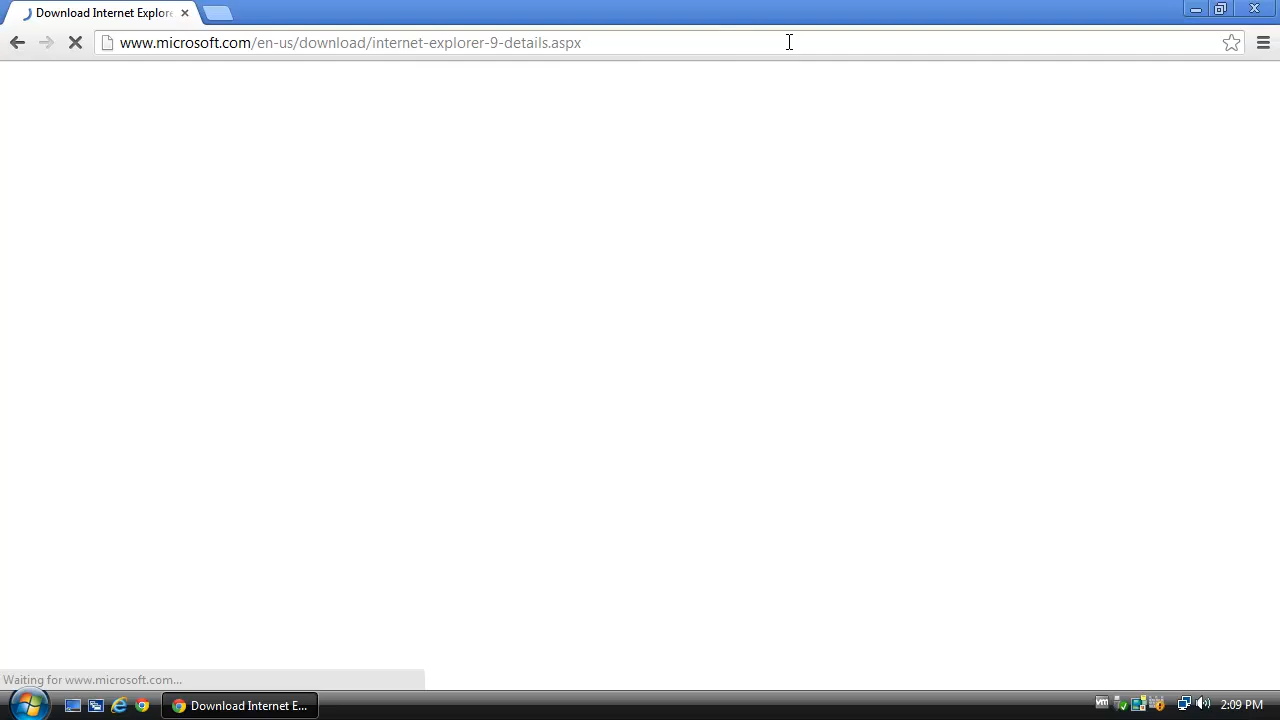 Download Internet Explore
www.microsoft.com/en-us/download/internet-explorer-9-details.aspx
Waiting for www.microsoft.com...
Download Internet E...
vm
2:09 PM